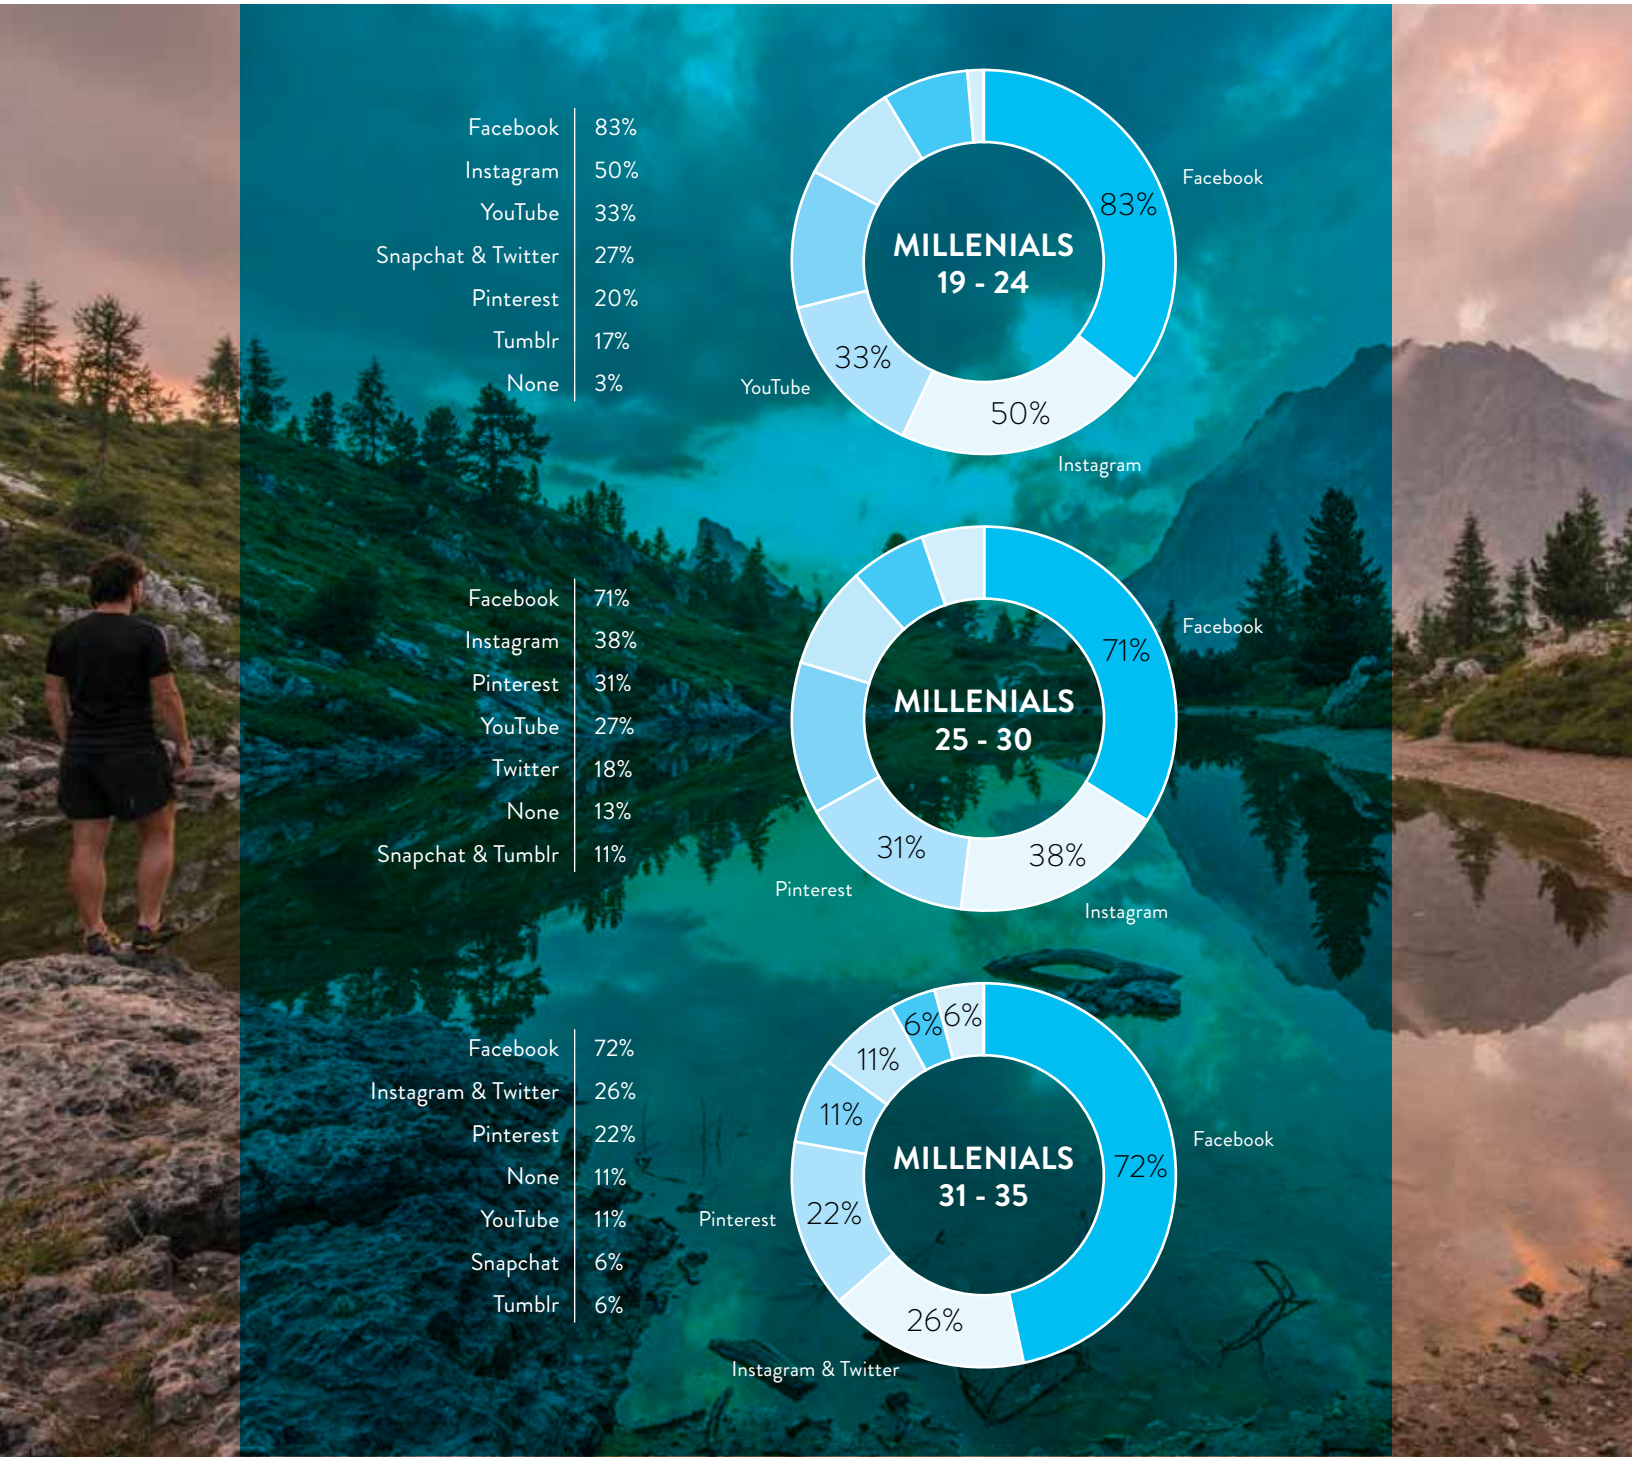 Facebook 83%
Instagram 50%
YouTube 33%
Snapchat & Twitter 27%
Pinterest 20%
Tumblr 17%
None 3%
Facebook
83%
MILLENIALS
19 - 24
33%
YouTube
50%
Instagram
Facebook 71%
Instagram 38%
Pinterest 31%
YouTube 27%
Twitter 18%
None 13%
Snapchat & Tumblr 11%
Facebook
71%
MILLENIALS
25 - 30
31%
38%
Pinterest
Instagram
Facebook 72%
Instagram & Twitter 26%
Pinterest 22%
None 11%
YouTube 11%
Snapchat 6%
Tumblr 6%
6%
6%
11%
11%
Facebook
MILLENIALS
31 - 35
72%
Pinterest
22%
26%
Instagram & Twitter